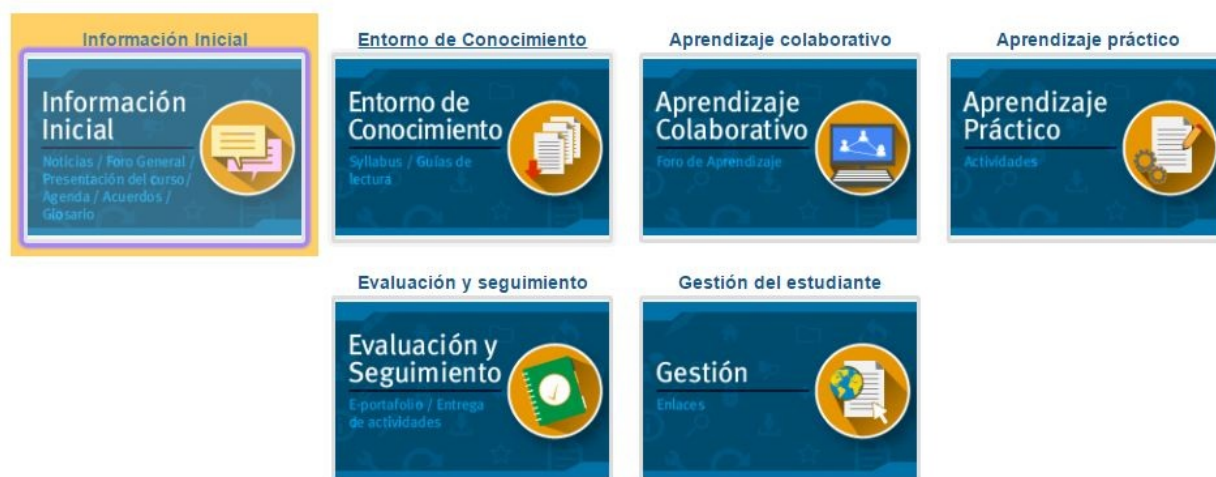 Información Inicial
Información
Inicial
Noticias / Foro General /
Presentación del curso /
Agenda / Acuerdos /
Glosario
Entorno de Conocimiento
Entorno de
Conocimiento
Syllabus / Guías de
lectura
Aprendizaje colaborativo
Aprendizaje
Colaborativo
Foro de Aprendizaje
Aprendizaje práctico
Aprendizaje
Práctico
Actividades
Evaluación y seguimiento
Evaluación y
Seguimiento
E-portafolio / Entrega
de actividades
Gestión del estudiante
Gestión
Enlaces